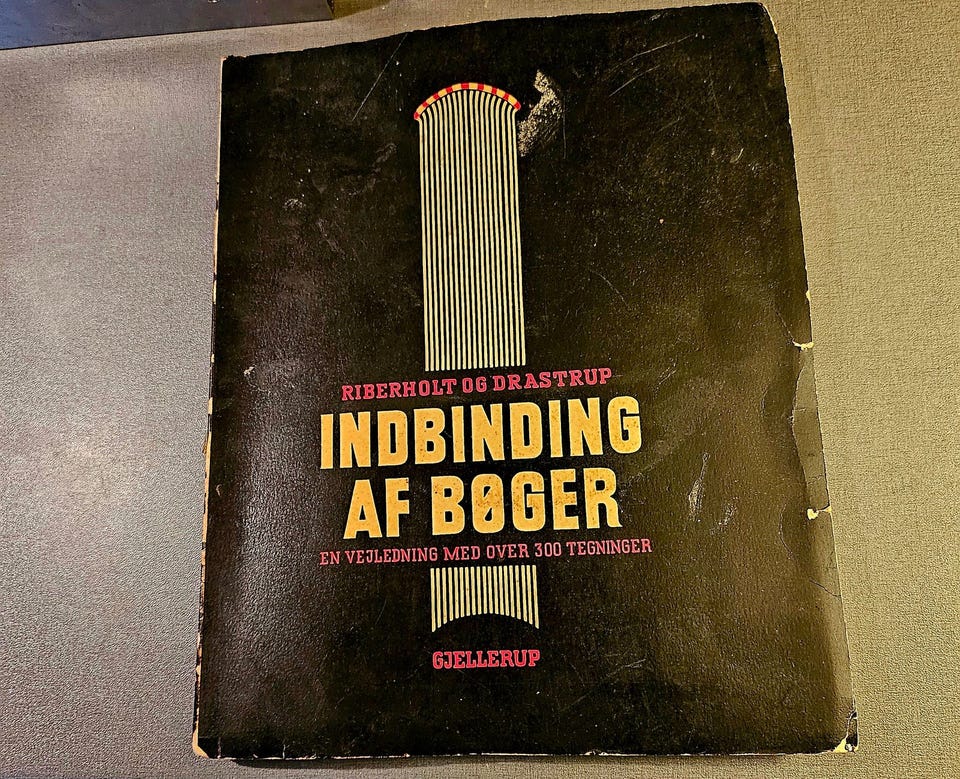 RIBERHOLT OG DRASTRUP
INDBINDING
AF BØGER
EN VEJLEDNING MED OVER 300 TEGNINGER
GJELLERUP